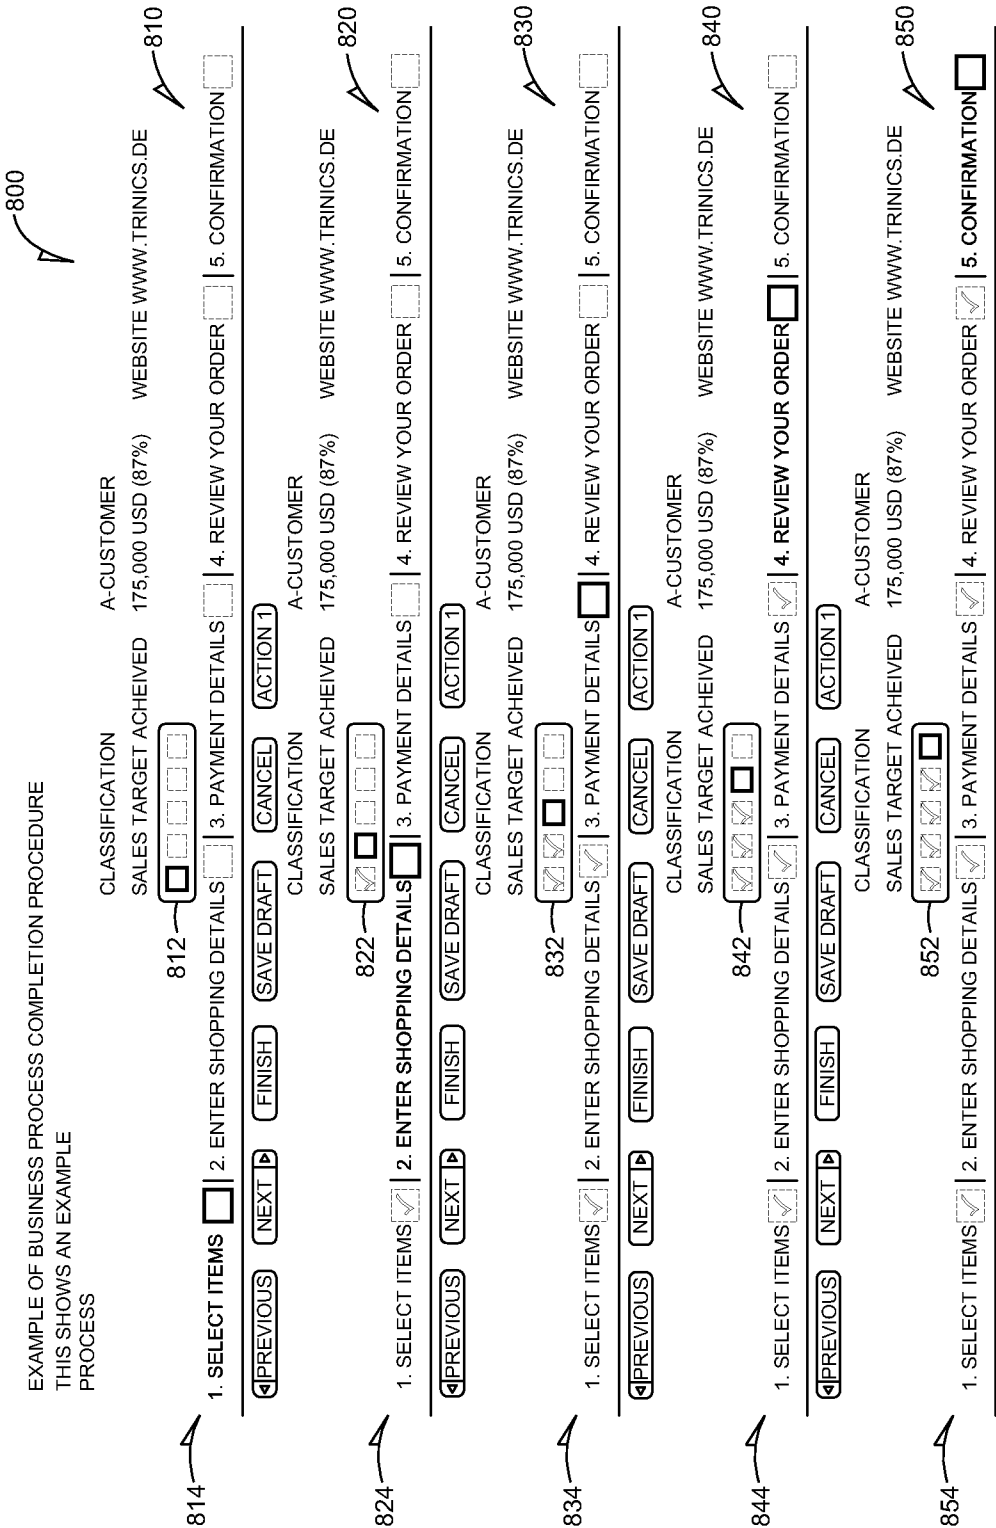 800
EXAMPLE OF BUSINESS PROCESS COMPLETION PROCEDURE
THIS SHOWS AN EXAMPLE
PROCESS
CLASSIFICATION A-CUSTOMER
SALES TARGET ACHEIVED 175,000 USD (87%) WEBSITE WWW.TRINICS.DE 810
812
814 1. SELECT ITEMS | 2. ENTER SHOPPING DETAILS | 3. PAYMENT DETAILS | 4. REVIEW YOUR ORDER | 5. CONFIRMATION
PREVIOUS NEXT FINISH SAVE DRAFT CANCEL ACTION 1
CLASSIFICATION A-CUSTOMER
SALES TARGET ACHEIVED 175,000 USD (87%) WEBSITE WWW.TRINICS.DE 820
822
824 1. SELECT ITEMS | 2. ENTER SHOPPING DETAILS | 3. PAYMENT DETAILS | 4. REVIEW YOUR ORDER | 5. CONFIRMATION
PREVIOUS NEXT FINISH SAVE DRAFT CANCEL ACTION 1
CLASSIFICATION A-CUSTOMER
SALES TARGET ACHEIVED 175,000 USD (87%) WEBSITE WWW.TRINICS.DE 830
832
834 1. SELECT ITEMS | 2. ENTER SHOPPING DETAILS | 3. PAYMENT DETAILS | 4. REVIEW YOUR ORDER | 5. CONFIRMATION
PREVIOUS NEXT FINISH SAVE DRAFT CANCEL ACTION 1
CLASSIFICATION A-CUSTOMER
SALES TARGET ACHEIVED 175,000 USD (87%) WEBSITE WWW.TRINICS.DE 840
842
844 1. SELECT ITEMS | 2. ENTER SHOPPING DETAILS | 3. PAYMENT DETAILS | 4. REVIEW YOUR ORDER | 5. CONFIRMATION
PREVIOUS NEXT FINISH SAVE DRAFT CANCEL ACTION 1
CLASSIFICATION A-CUSTOMER
SALES TARGET ACHEIVED 175,000 USD (87%) WEBSITE WWW.TRINICS.DE 850
852
854 1. SELECT ITEMS | 2. ENTER SHOPPING DETAILS | 3. PAYMENT DETAILS | 4. REVIEW YOUR ORDER | 5. CONFIRMATION